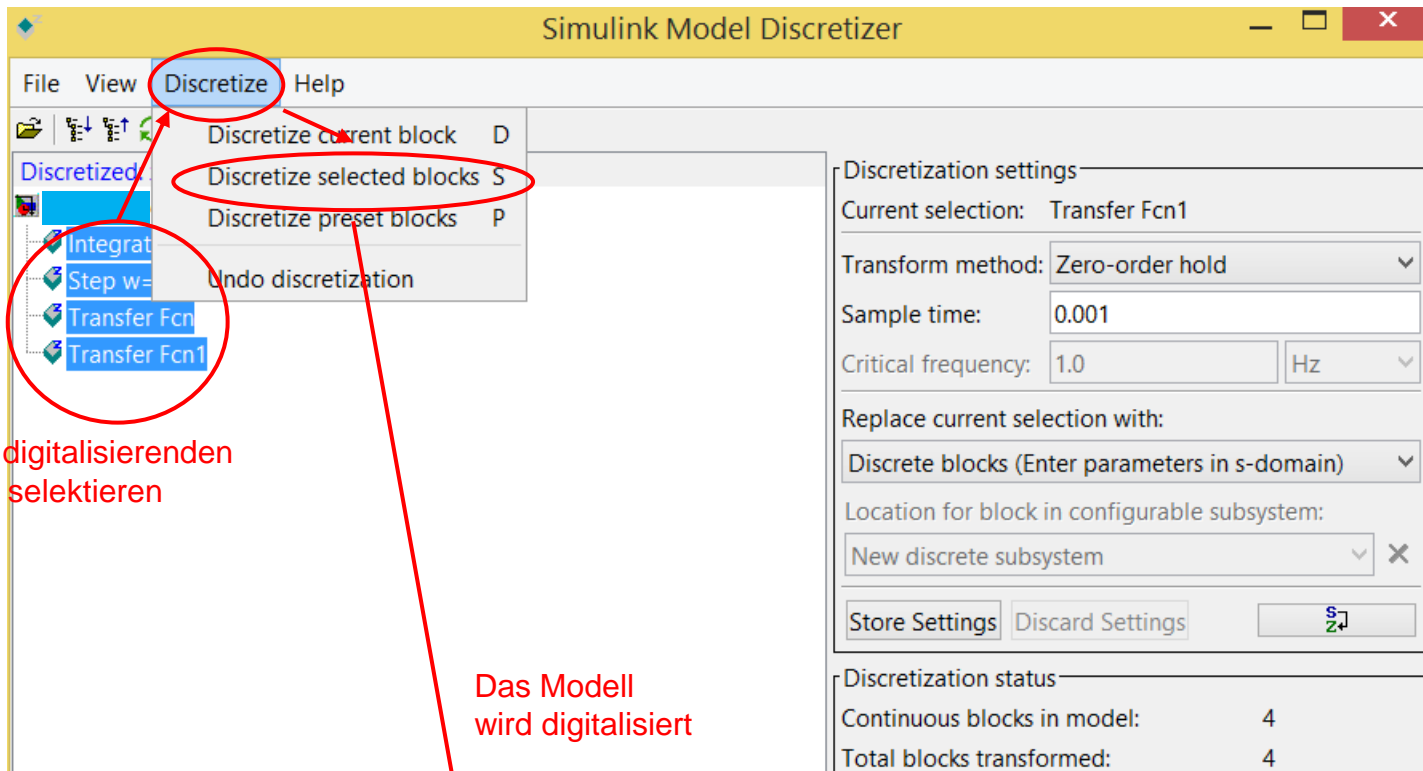 Simulink Model Discretizer
File View Discretize Help
Discretize current block D
Discretize selected blocks S
Discretize preset blocks P
Undo discretization
Discretized
Integrat
Step w=
Transfer Fcn
Transfer Fcn1
digitalisierenden
selektieren
Das Modell
wird digitalisiert
Discretization settings
Current selection: Transfer Fcn1
Transform method: Zero-order hold
Sample time: 0.001
Critical frequency: 1.0 Hz
Replace current selection with:
Discrete blocks (Enter parameters in s-domain)
Location for block in configurable subsystem:
New discrete subsystem
Store Settings Discard Settings
Discretization status
Continuous blocks in model: 4
Total blocks transformed: 4